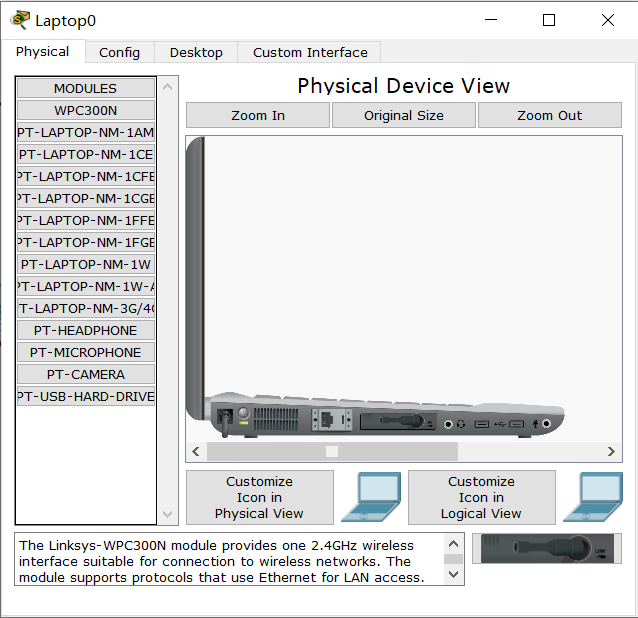 Laptop0
Physical
Config
Desktop
Custom Interface
MODULES
WPC300N
PT-LAPTOP-NM-1AM
PT-LAPTOP-NM-1CE
PT-LAPTOP-NM-1CFE
PT-LAPTOP-NM-1CGE
PT-LAPTOP-NM-1FFE
PT-LAPTOP-NM-1FGE
PT-LAPTOP-NM-1W
PT-LAPTOP-NM-1W-A
PT-LAPTOP-NM-3G/4G
PT-HEADPHONE
PT-MICROPHONE
PT-CAMERA
PT-USB-HARD-DRIVE
Physical Device View
Zoom In
Original Size
Zoom Out
Customize
Icon in
Physical View
Customize
Icon in
Logical View
The Linksys-WPC300N module provides one 2.4GHz wireless
interface suitable for connection to wireless networks. The
module supports protocols that use Ethernet for LAN access.
LINK